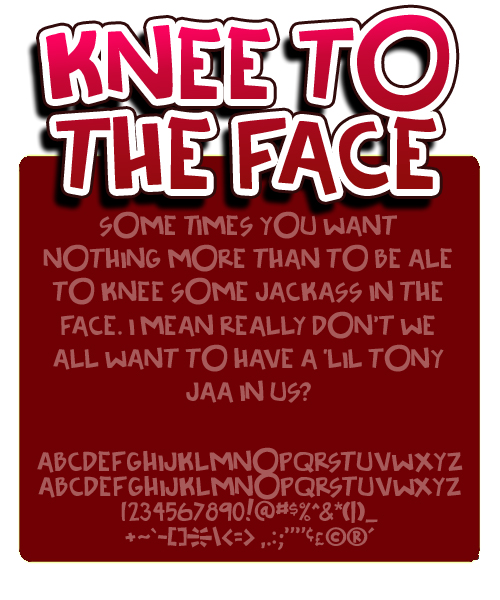 KNEE TO
THE FACE
SOME TIMES YOU WANT
NOTHING MORE THAN TO BE ALE
TO KNEE SOME JACKASS IN THE
FACE. I MEAN REALLY DON'T WE
ALL WANT TO HAVE A 'LIL TONY
JAA IN US?
ABCDEFGHIJKLMNOPQRSTUVWXYZ
ABCDEFGHIJKLMNOPQRSTUVWXYZ
1234567890!@#$%^&*()_
+~`-[]{}|\<=> ,.:;'"'"¢£©®´